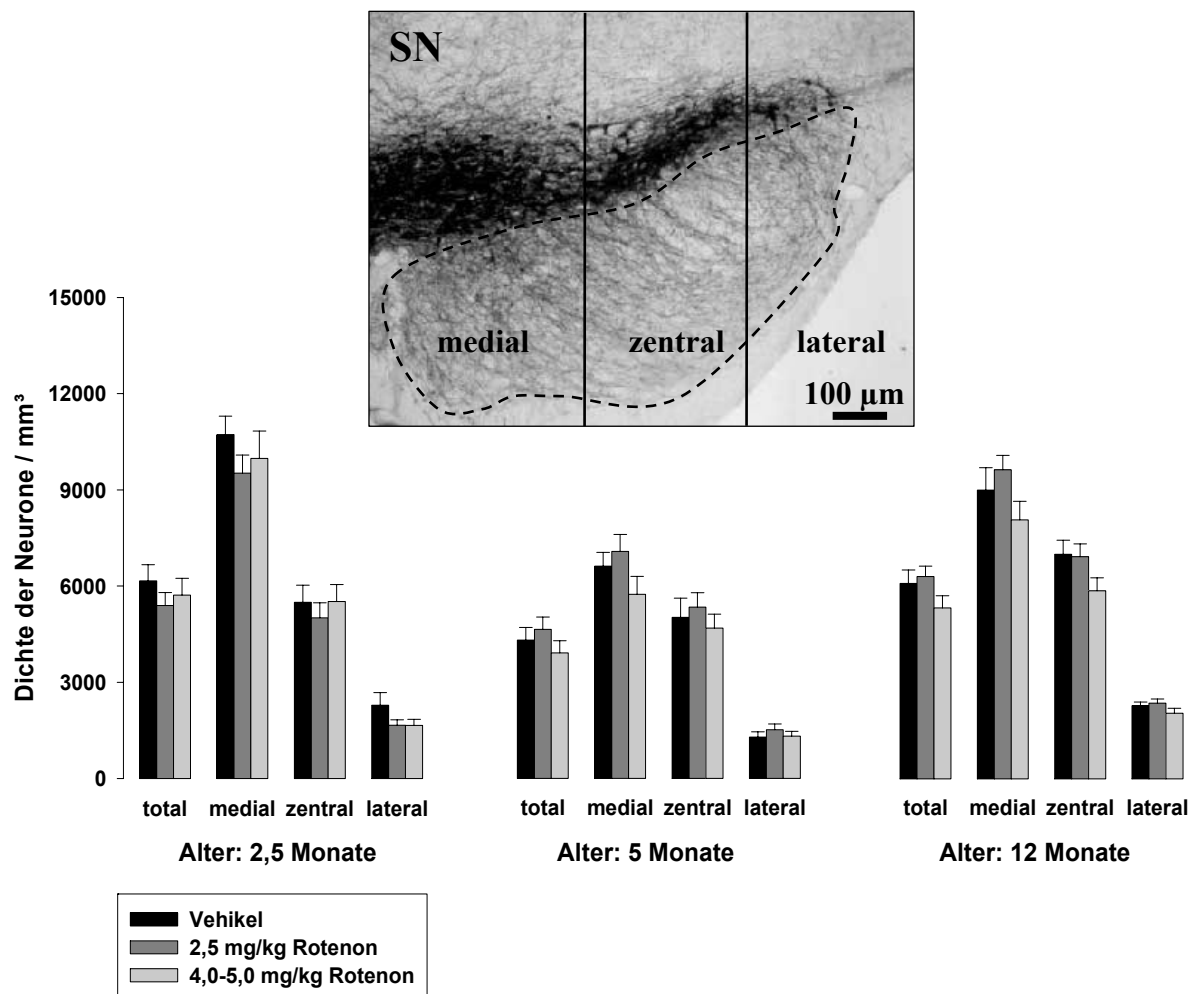 SN
medial zentral lateral
100 µm
Dichte der Neurone / mm³
15000
12000
9000
6000
3000
0
total medial zentral lateral total medial zentral lateral total medial zentral lateral
Alter: 2,5 Monate Alter: 5 Monate Alter: 12 Monate
Vehikel
2,5 mg/kg Rotenon
4,0-5,0 mg/kg Rotenon